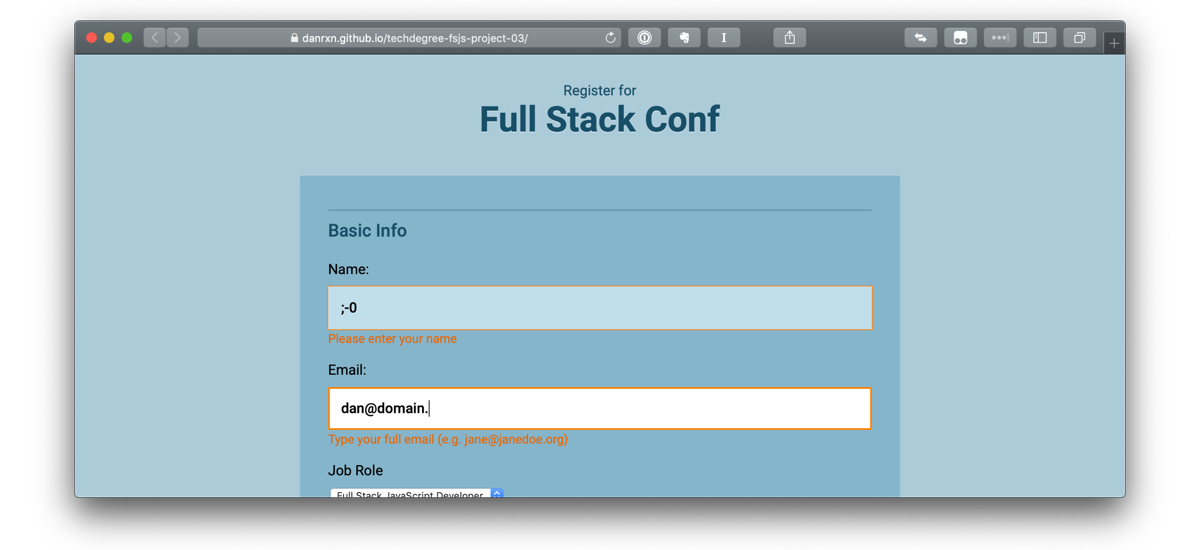 danrxn.github.io/techdegree-fsjs-project-03/
Register for
Full Stack Conf
Basic Info
Name:
;-0
Please enter your name
Email:
dan@domain.
Type your full email (e.g. jane@janedoe.org)
Job Role
Full Stack JavaScript Developer